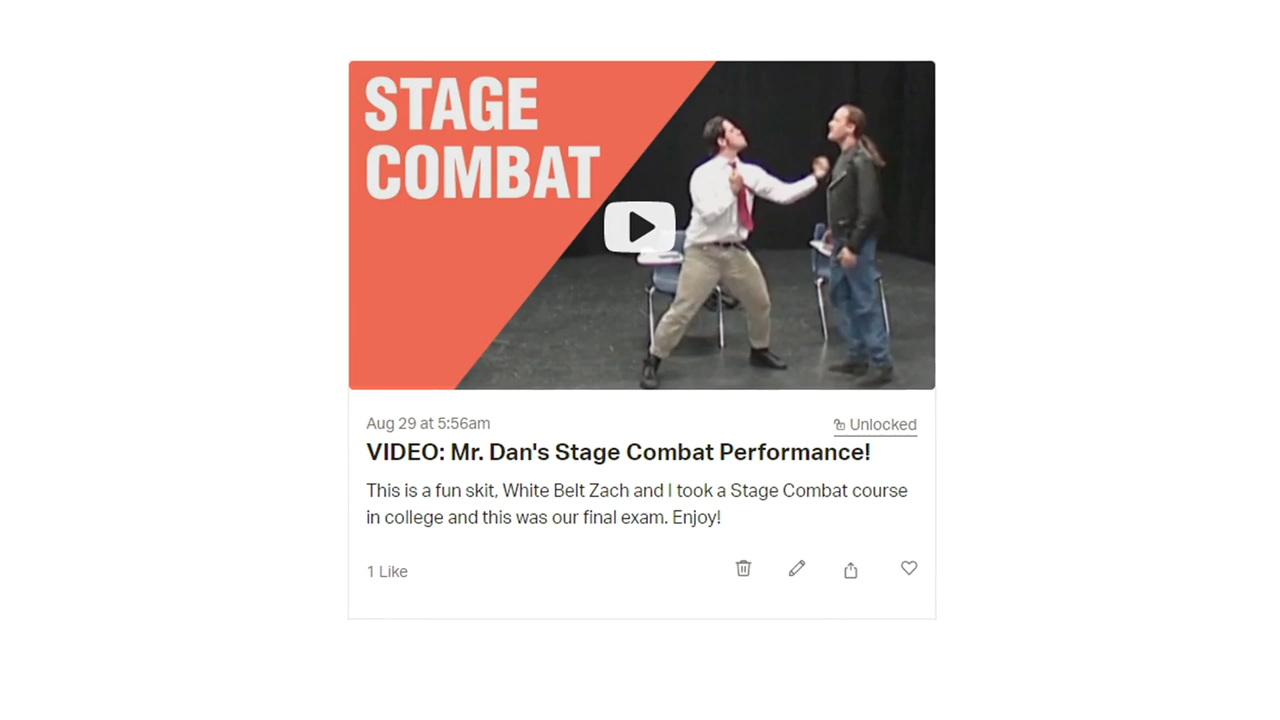 STAGE
COMBAT
Aug 29 at 5:56am
Unlocked
VIDEO: Mr. Dan's Stage Combat Performance!
This is a fun skit, White Belt Zach and I took a Stage Combat course
in college and this was our final exam. Enjoy!
1 Like